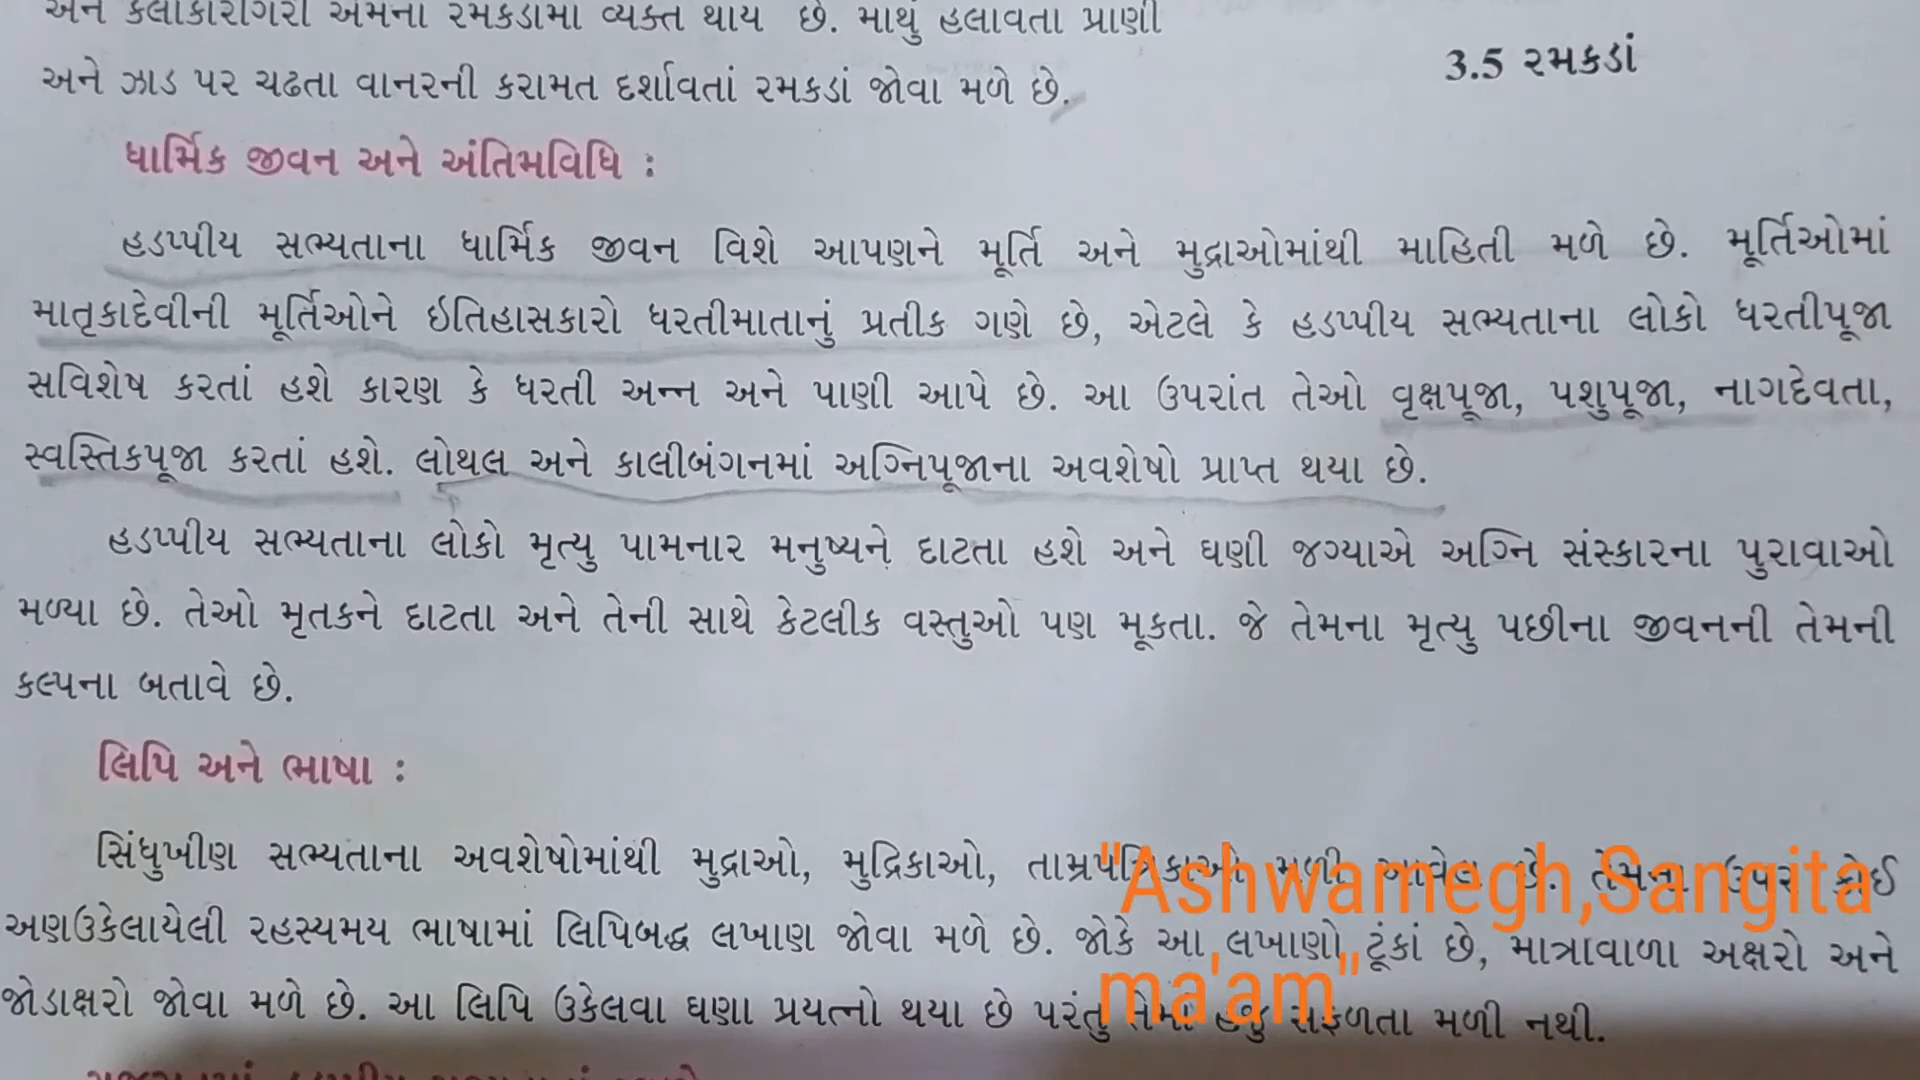 અને કલાકારીગરી એમના રમકડામાં વ્યક્ત થાય છે. માથું હલાવતા પ્રાણી
અને ઝાડ પર ચઢતા વાનરની કરામત દર્શાવતાં રમકડાં જોવા મળે છે.
3.5 રમકડાં
ધાર્મિક જીવન અને અંતિમવિધિ :
હડપ્પીય સભ્યતાના ધાર્મિક જીવન વિશે આપણને મૂર્તિ અને મુદ્રાઓમાંથી માહિતી મળે છે. મૂર્તિઓમાં
માતૃકાદેવીની મૂર્તિઓને ઇતિહાસકારો ધરતીમાતાનું પ્રતીક ગણે છે, એટલે કે હડપ્પીય સભ્યતાના લોકો ધરતીપૂજા
સવિશેષ કરતાં હશે કારણ કે ધરતી અન્ન અને પાણી આપે છે. આ ઉપરાંત તેઓ વૃક્ષપૂજા, પશુપૂજા, નાગદેવતા,
સ્વસ્તિકપૂજા કરતાં હશે. લોથલ અને કાલીબંગનમાં અગ્નિપૂજાના અવશેષો પ્રાપ્ત થયા છે.
હડપ્પીય સભ્યતાના લોકો મૃત્યુ પામનાર મનુષ્યને દાટતા હશે અને ઘણી જગ્યાએ અગ્નિ સંસ્કારના પુરાવાઓ
મળ્યા છે. તેઓ મૃતકને દાટતા અને તેની સાથે કેટલીક વસ્તુઓ પણ મૂકતા. જે તેમના મૃત્યુ પછીના જીવનની તેમની
કલ્પના બતાવે છે.
લિપિ અને ભાષા :
સિંધુખીણ સભ્યતાના અવશેષોમાંથી મુદ્રાઓ, મુદ્રિકાઓ, તામ્રપત્રિકાઓ મળી આવેલ છે. તેમના ઉપર કોઈ
અણઉકેલાયેલી રહસ્યમય ભાષામાં લિપિબદ્ધ લખાણ જોવા મળે છે. જોકે આ લખાણો ટૂંકાં છે, માત્રાવાળા અક્ષરો અને
જોડાક્ષરો જોવા મળે છે. આ લિપિ ઉકેલવા ઘણા પ્રયત્નો થયા છે પરંતુ તેમાં હજુ સફળતા મળી નથી.
"Ashwamegh,Sangita
ma'am"